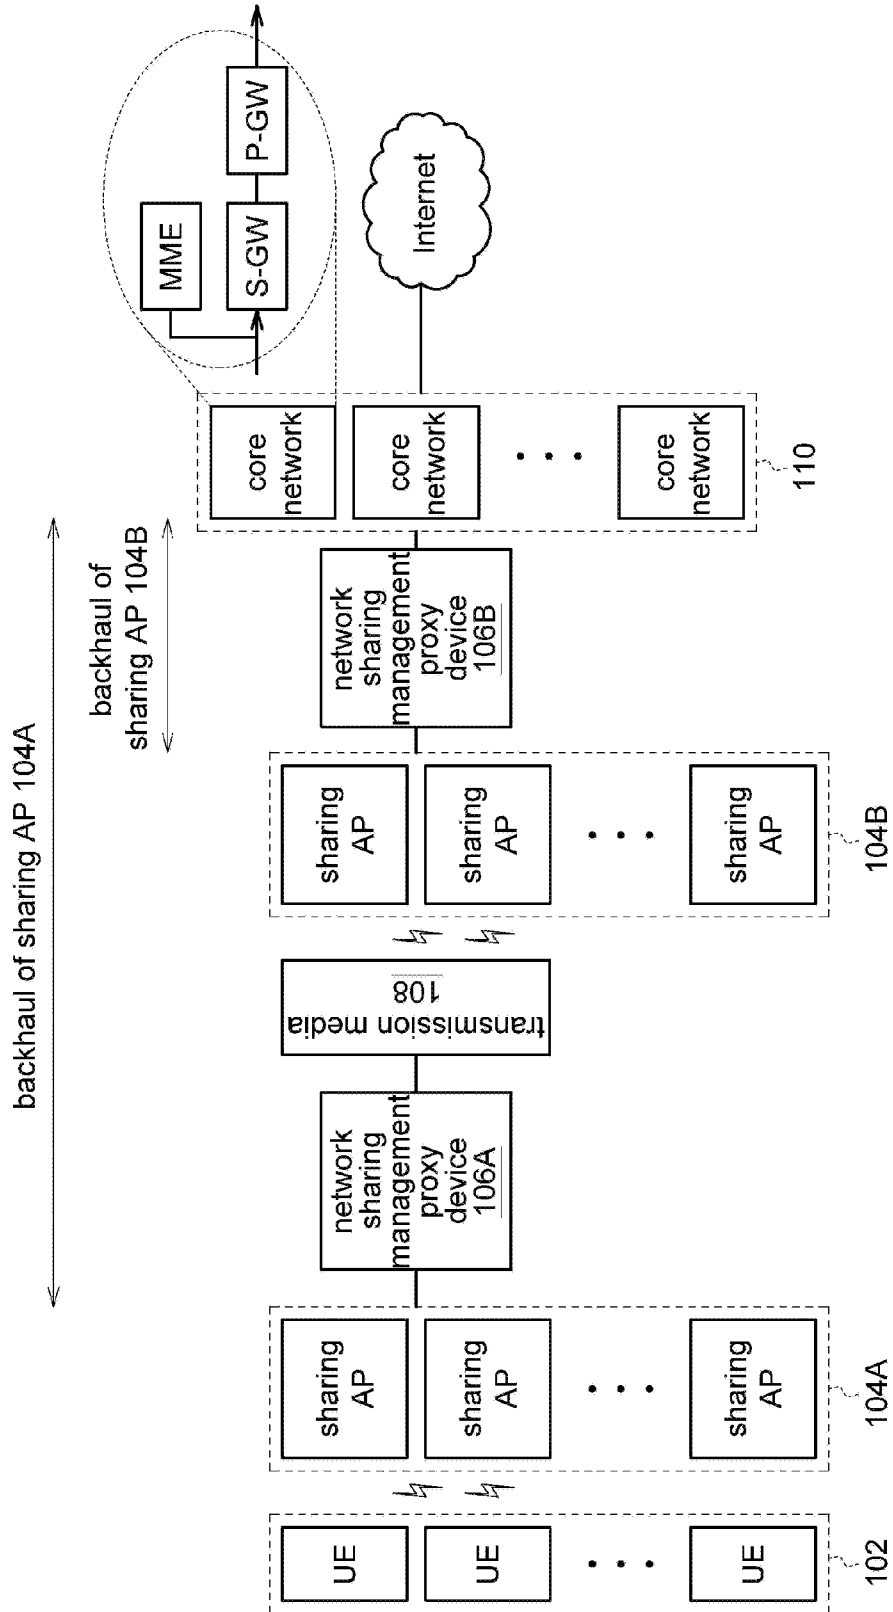 backhaul of sharing AP 104A
backhaul of
sharing AP 104B
MME
S-GW
P-GW
Internet
UE
UE
UE
102
sharing
AP
sharing
AP
sharing
AP
104A
network
sharing
management
proxy
device
106A
transmission media
108
sharing
AP
sharing
AP
sharing
AP
104B
network
sharing
management
proxy
device
106B
core
network
core
network
core
network
110